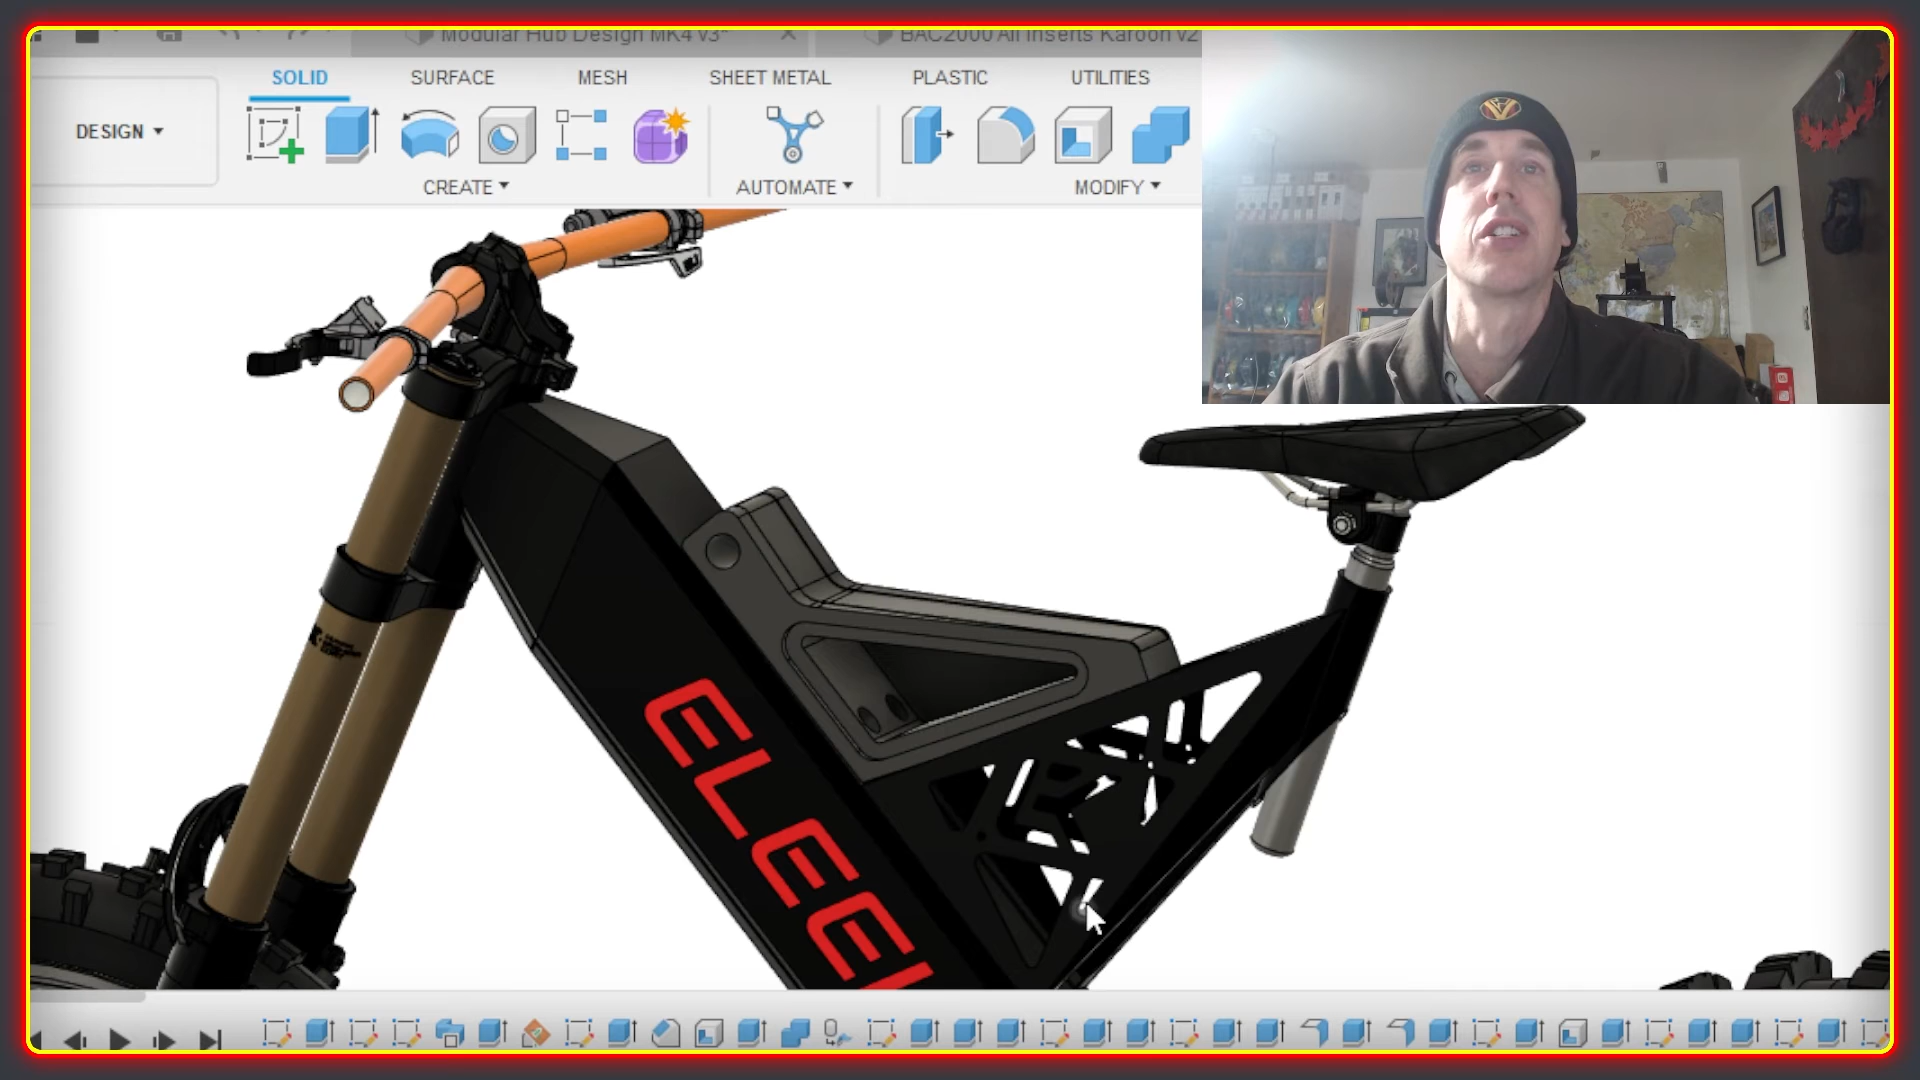 Modular Hub Design MK4 v3*
BAC2000 All Inserts Karoon v2
SOLID
SURFACE
MESH
SHEET METAL
PLASTIC
UTILITIES
DESIGN
CREATE
AUTOMATE
MODIFY